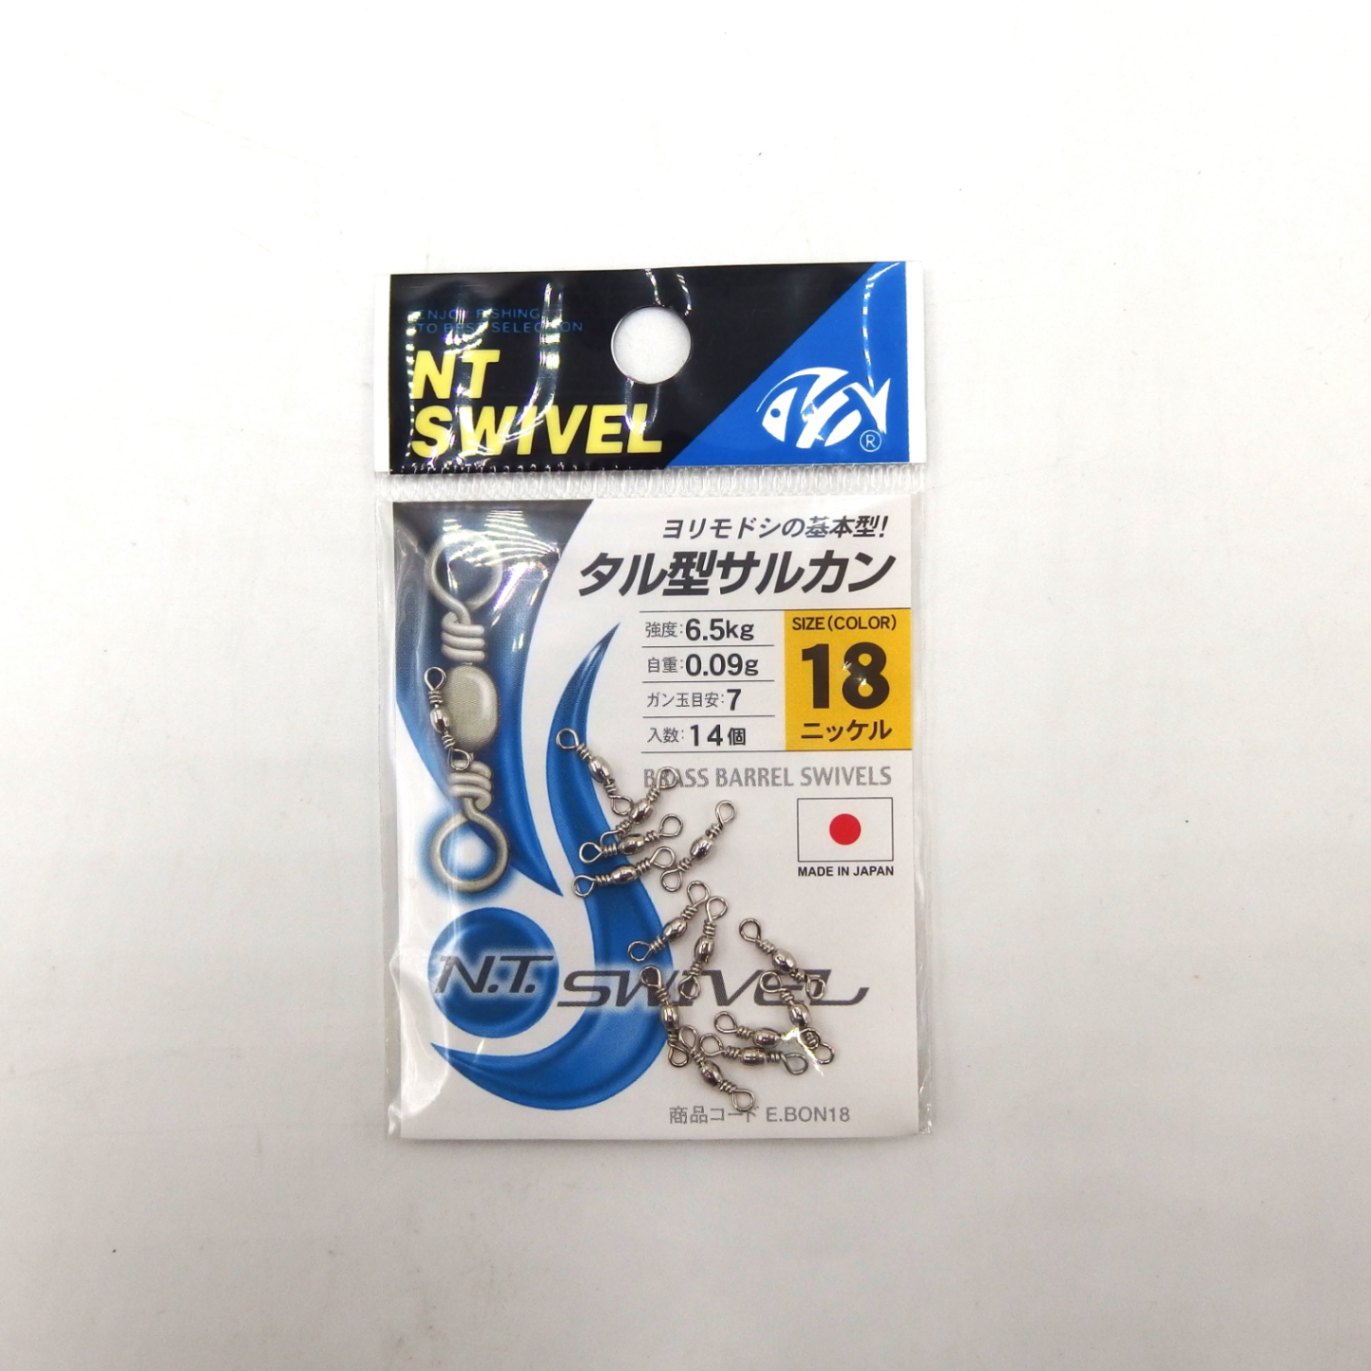 ENJOY FISHING
TO BEST SELECTION
NT
SWIVEL
®
ヨリモドシの基本型!
タル型サルカン
強度:6.5kg
自重:0.09g
ガン玉目安:7
入数:14個
SIZE(COLOR)
18
ニッケル
BRASS BARREL SWIVELS
MADE IN JAPAN
N.T. SWIVEL
商品コード E.BON18